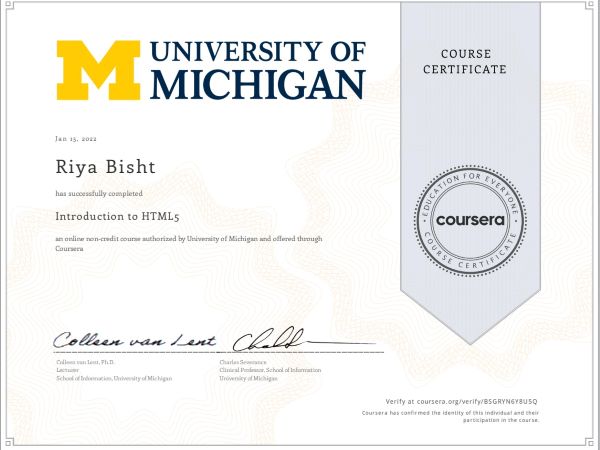 UNIVERSITY OF
MICHIGAN
COURSE
CERTIFICATE
Jan 15, 2022
Riya Bisht
has successfully completed
Introduction to HTML5
an online non-credit course authorized by University of Michigan and offered through
Coursera
EDUCATION FOR EVERYONE
coursera
COURSE CERTIFICATE
Colleen van Lent
Colleen van Lent, Ph.D.
Lecturer
School of Information, University of Michigan
Charles Severance
Clinical Professor, School of Information
University of Michigan
Verify at coursera.org/verify/BSGRYN6Y8U5Q
Coursera has confirmed the identity of this individual and their
participation in the course.